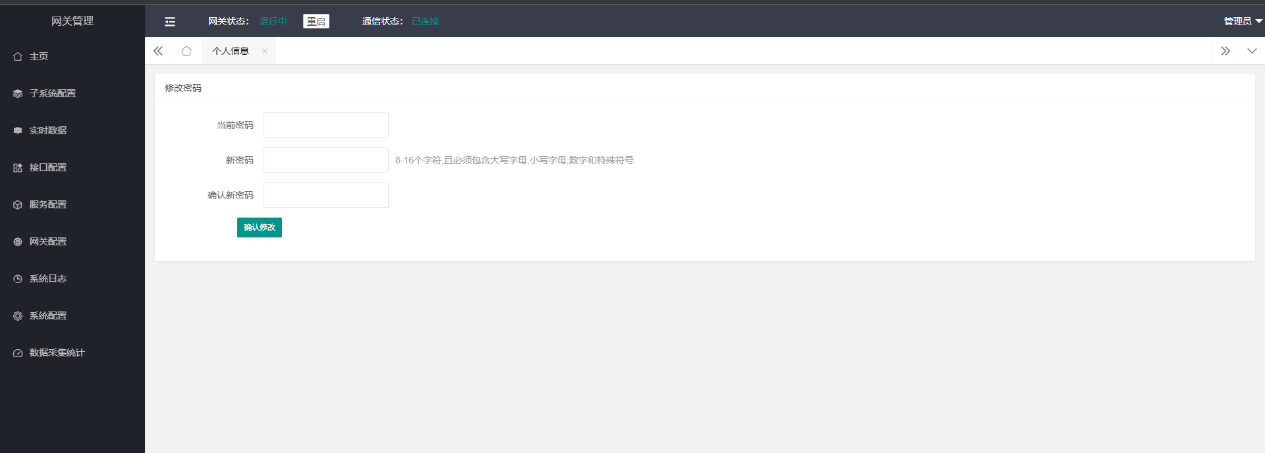 网关管理
网关状态: 运行中 重启 通信状态: 已连接 管理员
主页
子系统配置
实时数据
接口配置
服务配置
网关配置
系统日志
系统配置
数据采集统计
个人信息
修改密码
当前密码
新密码 8-16个字符,且必须包含大写字母,小写字母,数字和特殊符号
确认新密码
确认修改